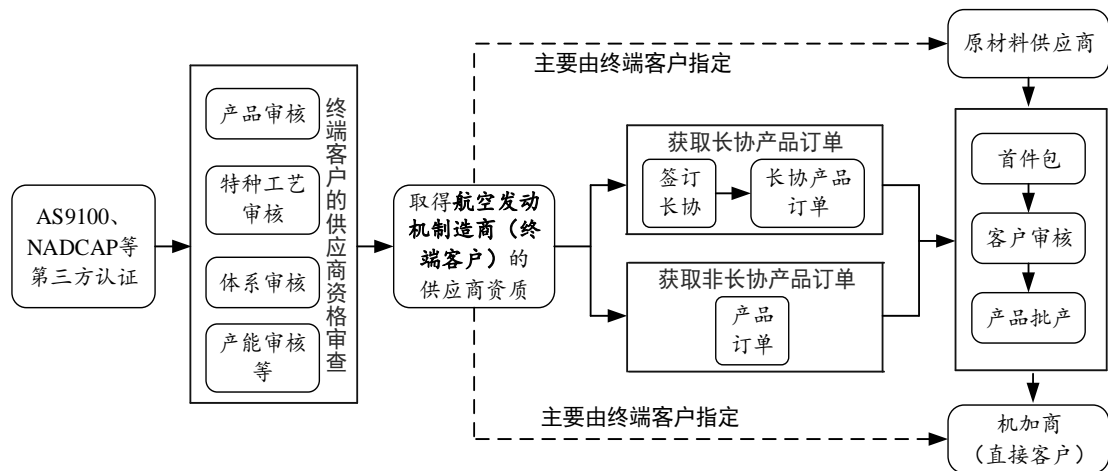 AS9100、
NADCAP等
第三方认证
产品审核
特种工艺
审核
体系审核
产能审核
等
终端客户的供应商资格审查
取得航空发动
机制造商（终
端客户）的
供应商资质
主要由终端客户指定
获取长协产品订单
签订
长协
长协产品
订单
获取非长协产品订单
产品
订单
主要由终端客户指定
原材料供应商
首件包
客户审核
产品批产
机加商
（直接客户）